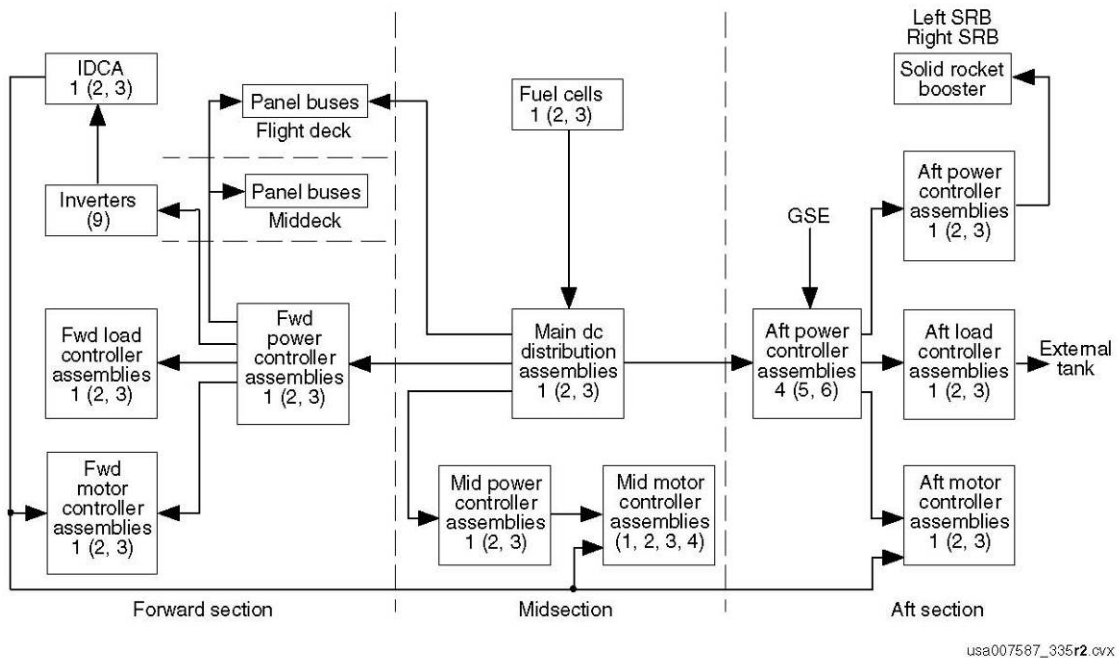 Left SRB
Right SRB
IDCA
1 (2, 3)
Panel buses
Flight deck
Fuel cells
1 (2, 3)
Solid rocket
booster
Inverters
(9)
Panel buses
Middeck
GSE
Aft power
controller
assemblies
1 (2, 3)
Fwd load
controller
assemblies
1 (2, 3)
Fwd
power
controller
assemblies
1 (2, 3)
Main dc
distribution
assemblies
1 (2, 3)
Aft power
controller
assemblies
4 (5, 6)
Aft load
controller
assemblies
1 (2, 3)
External
tank
Fwd
motor
controller
assemblies
1 (2, 3)
Mid power
controller
assemblies
1 (2, 3)
Mid motor
controller
assemblies
(1, 2, 3, 4)
Aft motor
controller
assemblies
1 (2, 3)
Forward section
Midsection
Aft section
usa007587_335r2.cvx